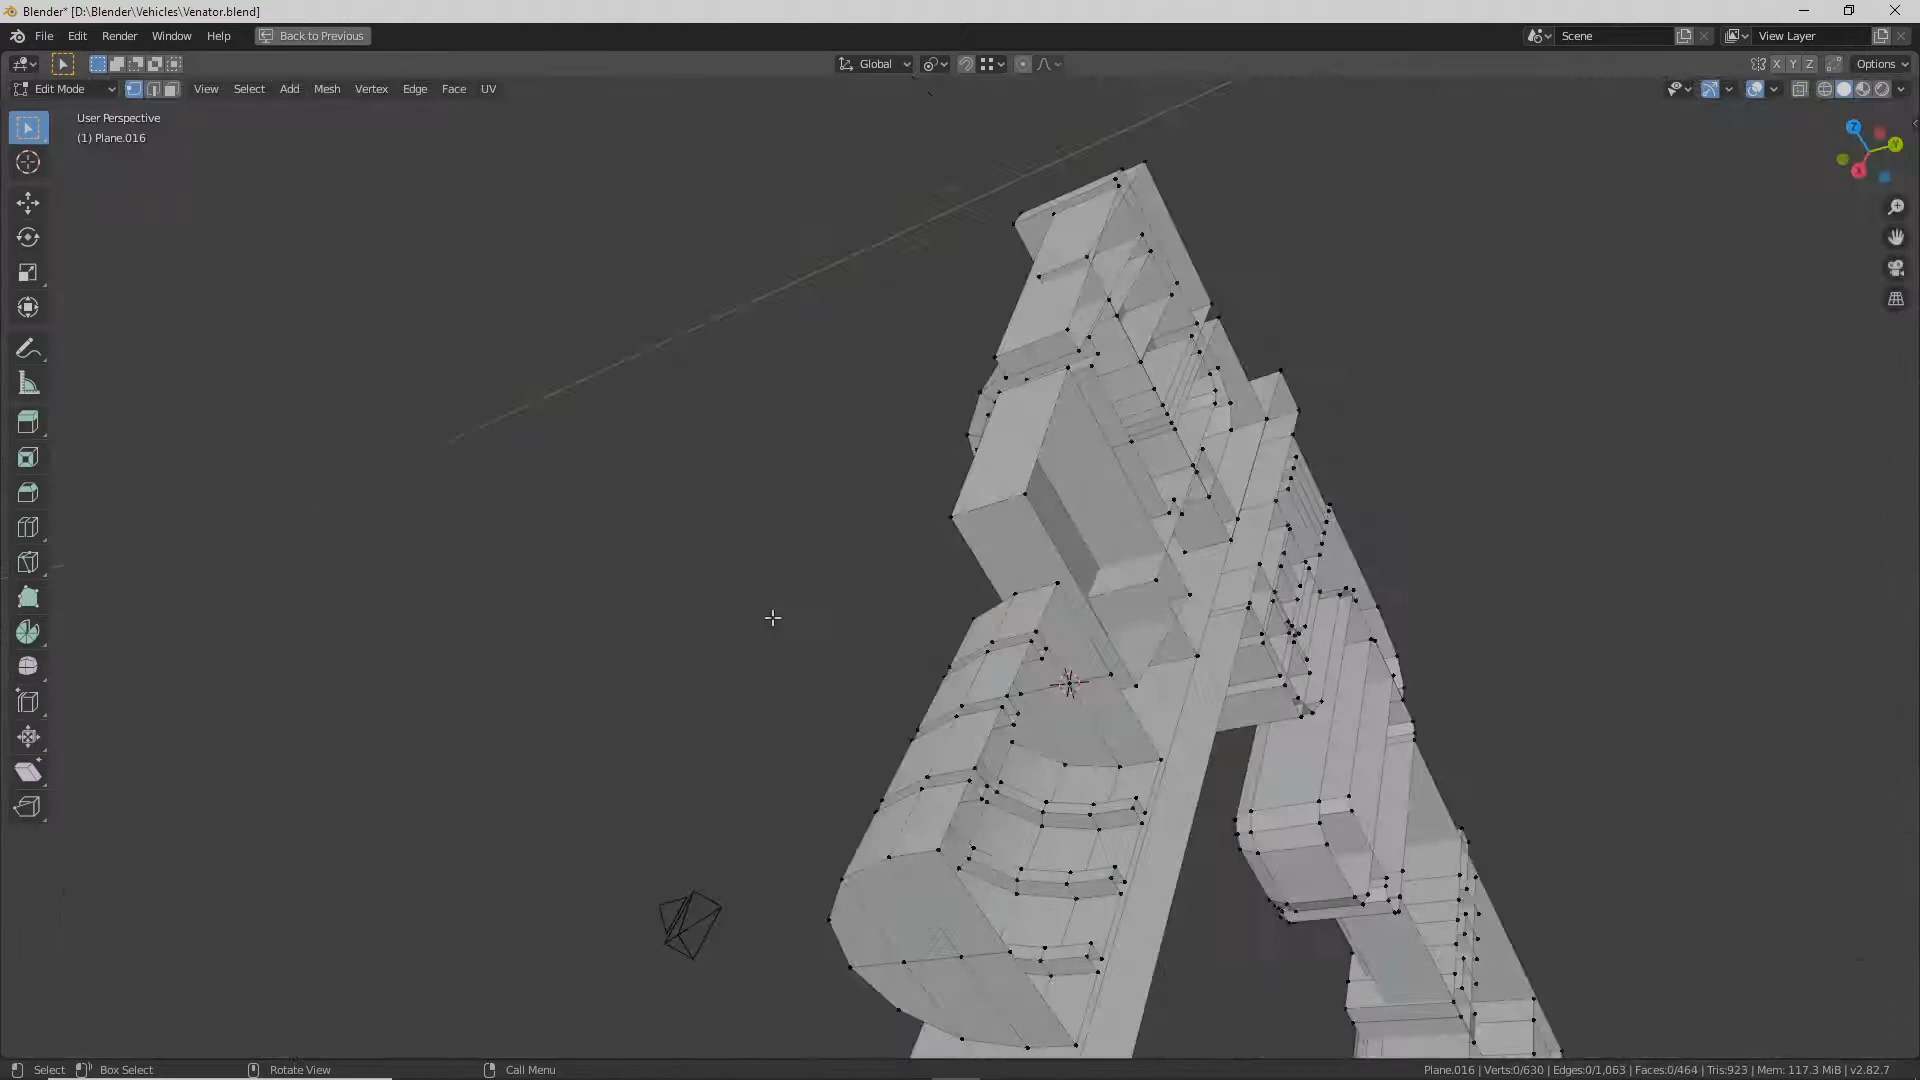 Blender* [D:\Blender\Vehicles\Venator.blend]
File Edit Render Window Help Back to Previous Scene View Layer
Global X Y Z Options
Edit Mode View Select Add Mesh Vertex Edge Face UV
User Perspective
(1) Plane.016
Z
Y
X
Select Box Select Rotate View Call Menu Plane.016 | Verts:0/630 | Edges:0/1,063 | Faces:0/464 | Tris:923 | Mem: 117.3 MiB | v2.82.7